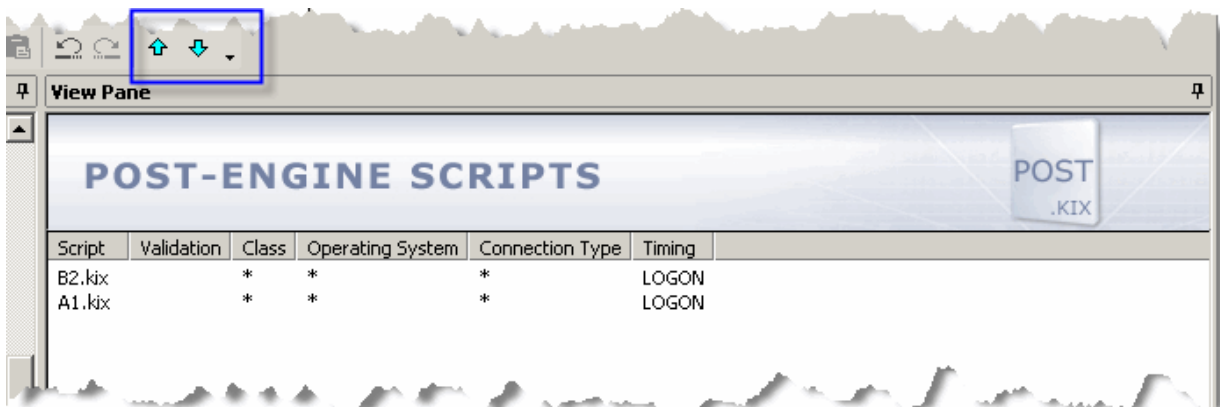 View Pane
POST-ENGINE SCRIPTS
POST
.KIX
Script Validation Class Operating System Connection Type Timing
B2.kix * * * LOGON
A1.kix * * * LOGON